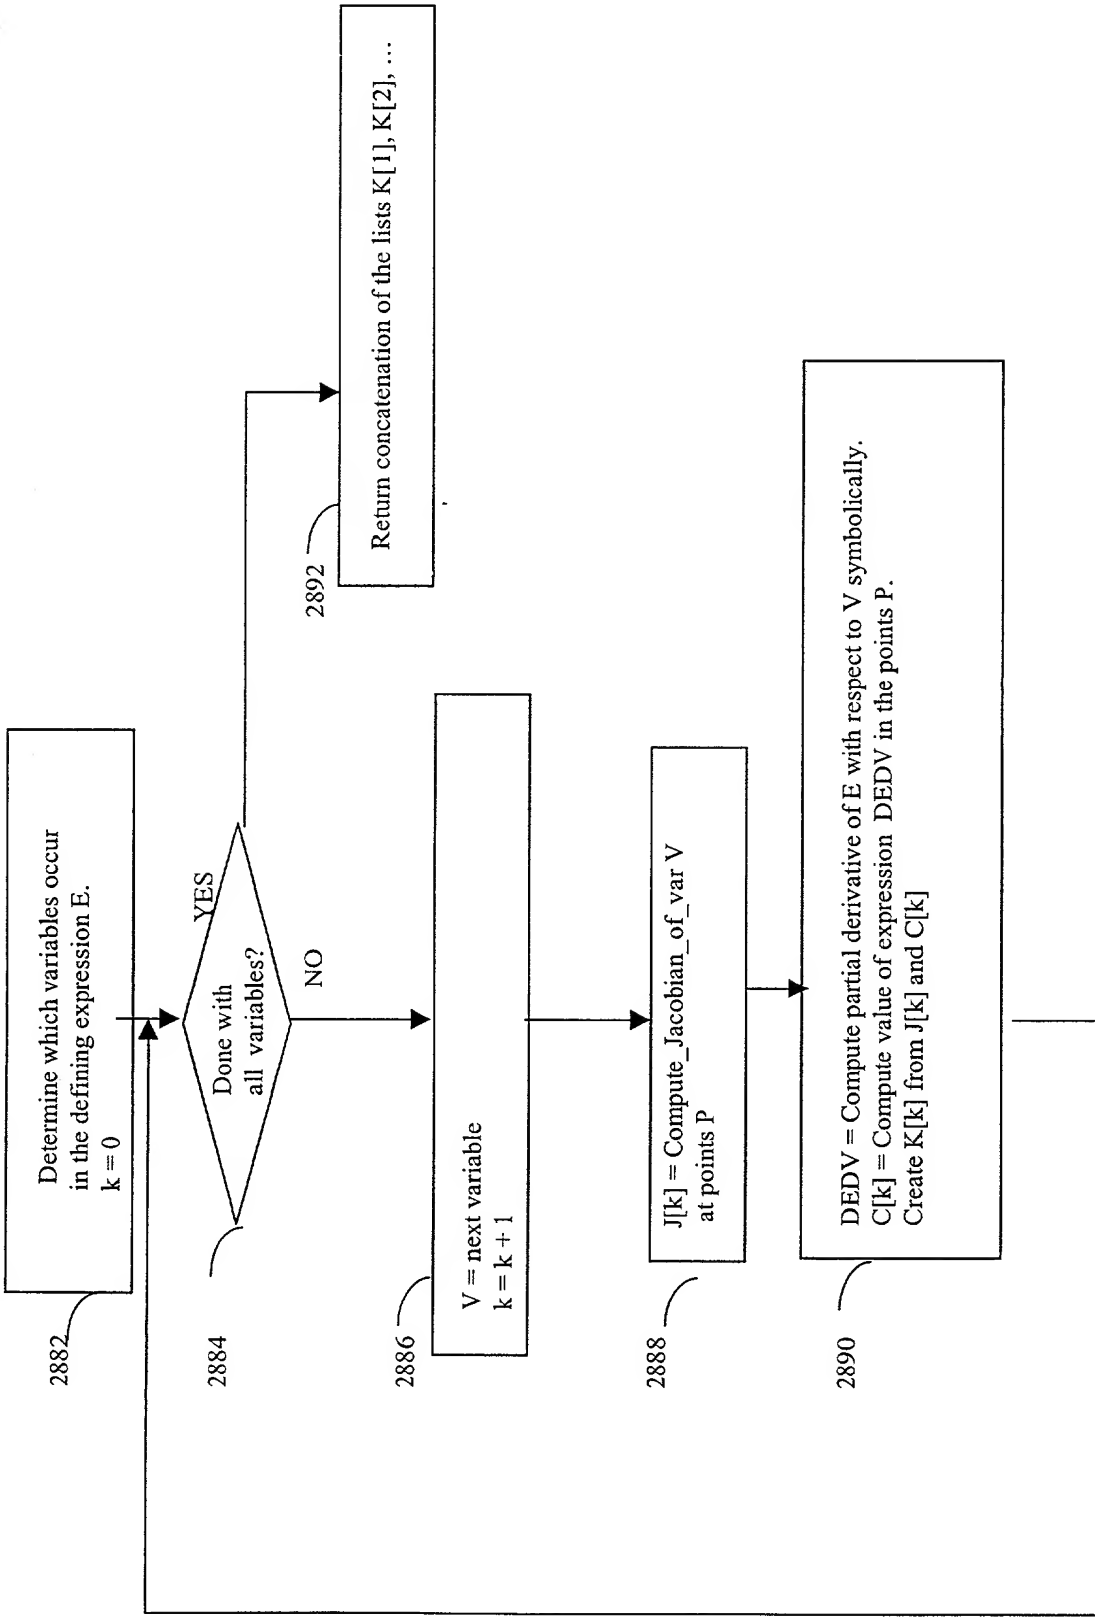 2882
Determine which variables occur
in the defining expression E.
k = 0
2884
Done with
all variables?
YES
NO
2892
Return concatenation of the lists K[1], K[2], ...
2886
V = next variable
k = k + 1
2888
J[k] = Compute_Jacobian_of_var V
at points P
2890
DEDV = Compute partial derivative of E with respect to V symbolically.
C[k] = Compute value of expression DEDV in the points P.
Create K[k] from J[k] and C[k]